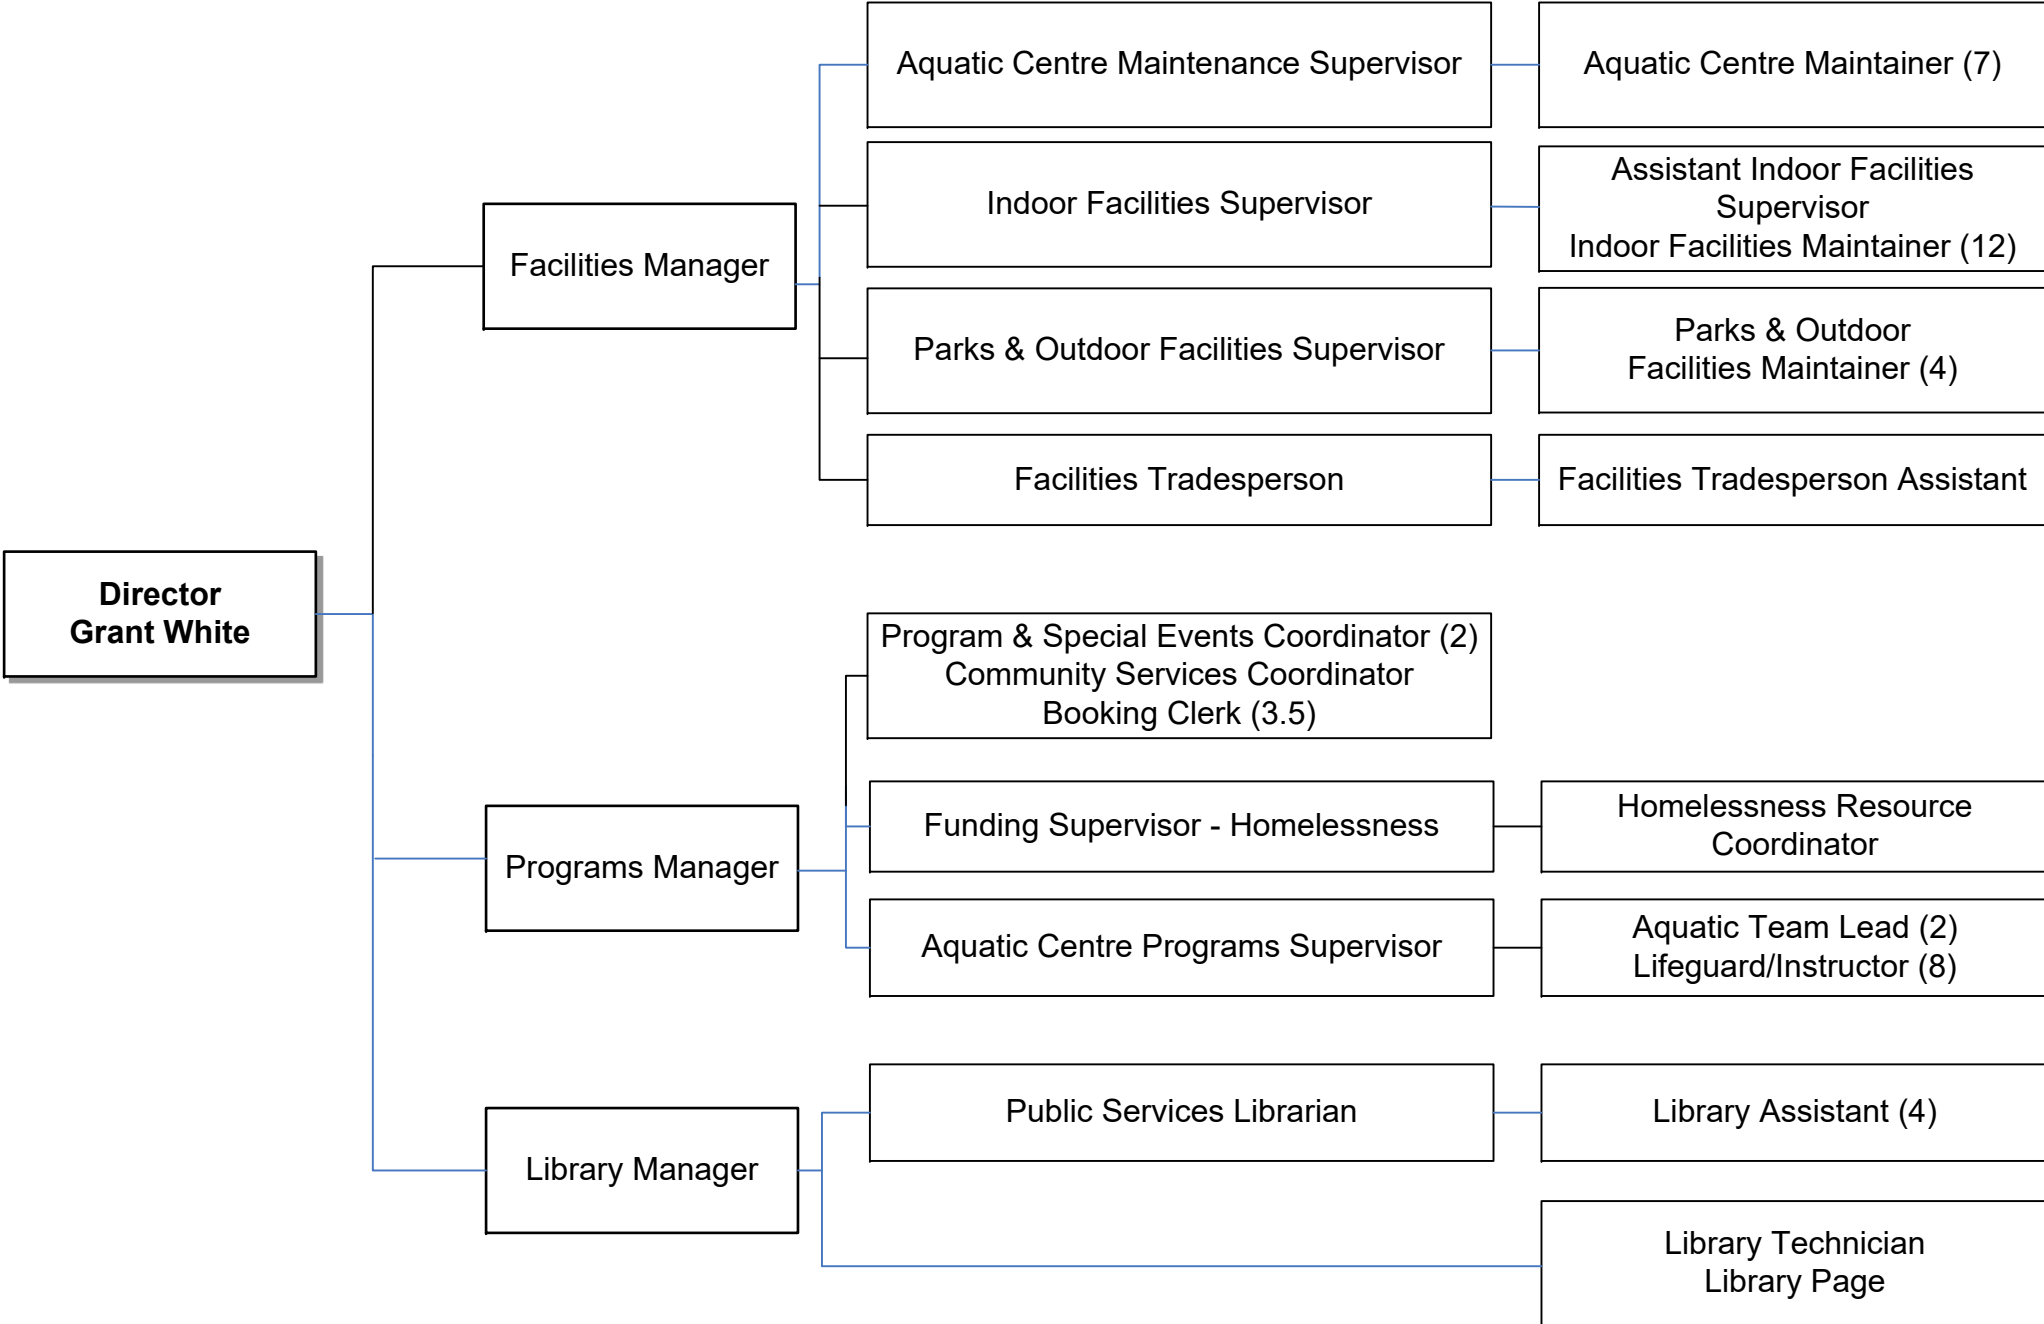 Aquatic Centre Maintenance Supervisor
Aquatic Centre Maintainer (7)
Indoor Facilities Supervisor
Assistant Indoor Facilities
Supervisor
Indoor Facilities Maintainer (12)
Facilities Manager
Parks & Outdoor Facilities Supervisor
Parks & Outdoor
Facilities Maintainer (4)
Facilities Tradesperson
Facilities Tradesperson Assistant
Director
Grant White
Program & Special Events Coordinator (2)
Community Services Coordinator
Booking Clerk (3.5)
Programs Manager
Funding Supervisor - Homelessness
Homelessness Resource
Coordinator
Aquatic Centre Programs Supervisor
Aquatic Team Lead (2)
Lifeguard/Instructor (8)
Library Manager
Public Services Librarian
Library Assistant (4)
Library Technician
Library Page